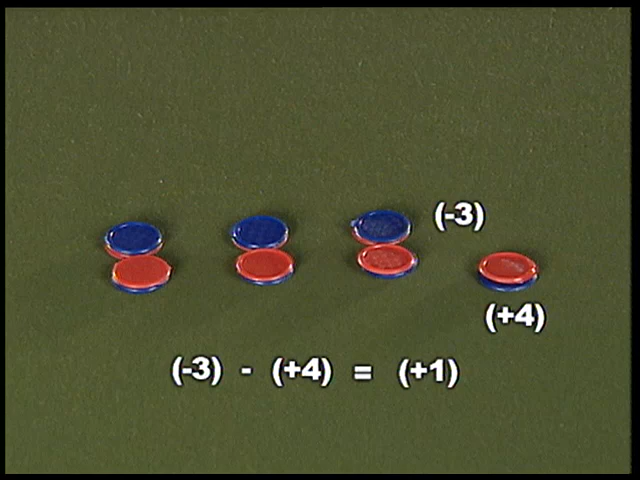 (-3)
(+4)
(-3) - (+4) = (+1)